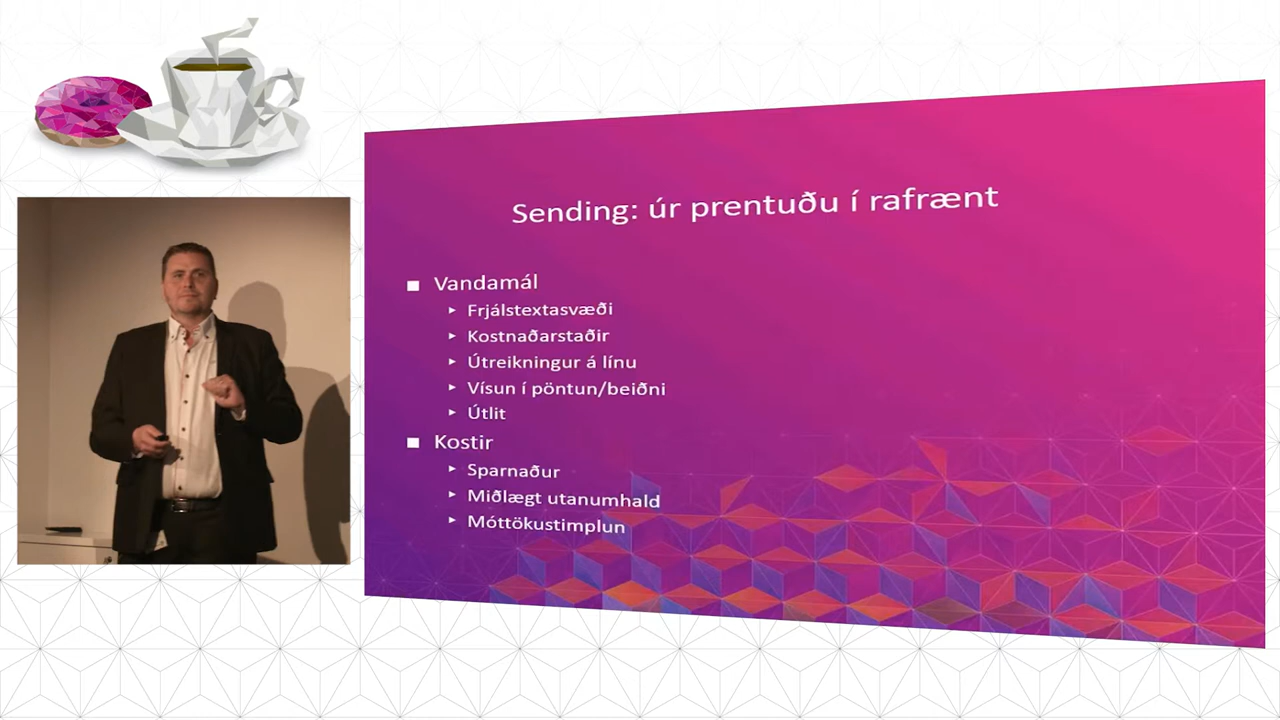 Sending: úr prentuðu í rafrænt
Vandamál
Frjálstextasvæði
Kostnaðarstaðir
Útreikningur á línu
Vísun í pöntun/beiðni
Útlit
Kostir
Sparnaður
Miðlægt utanumhald
Móttökustimplun